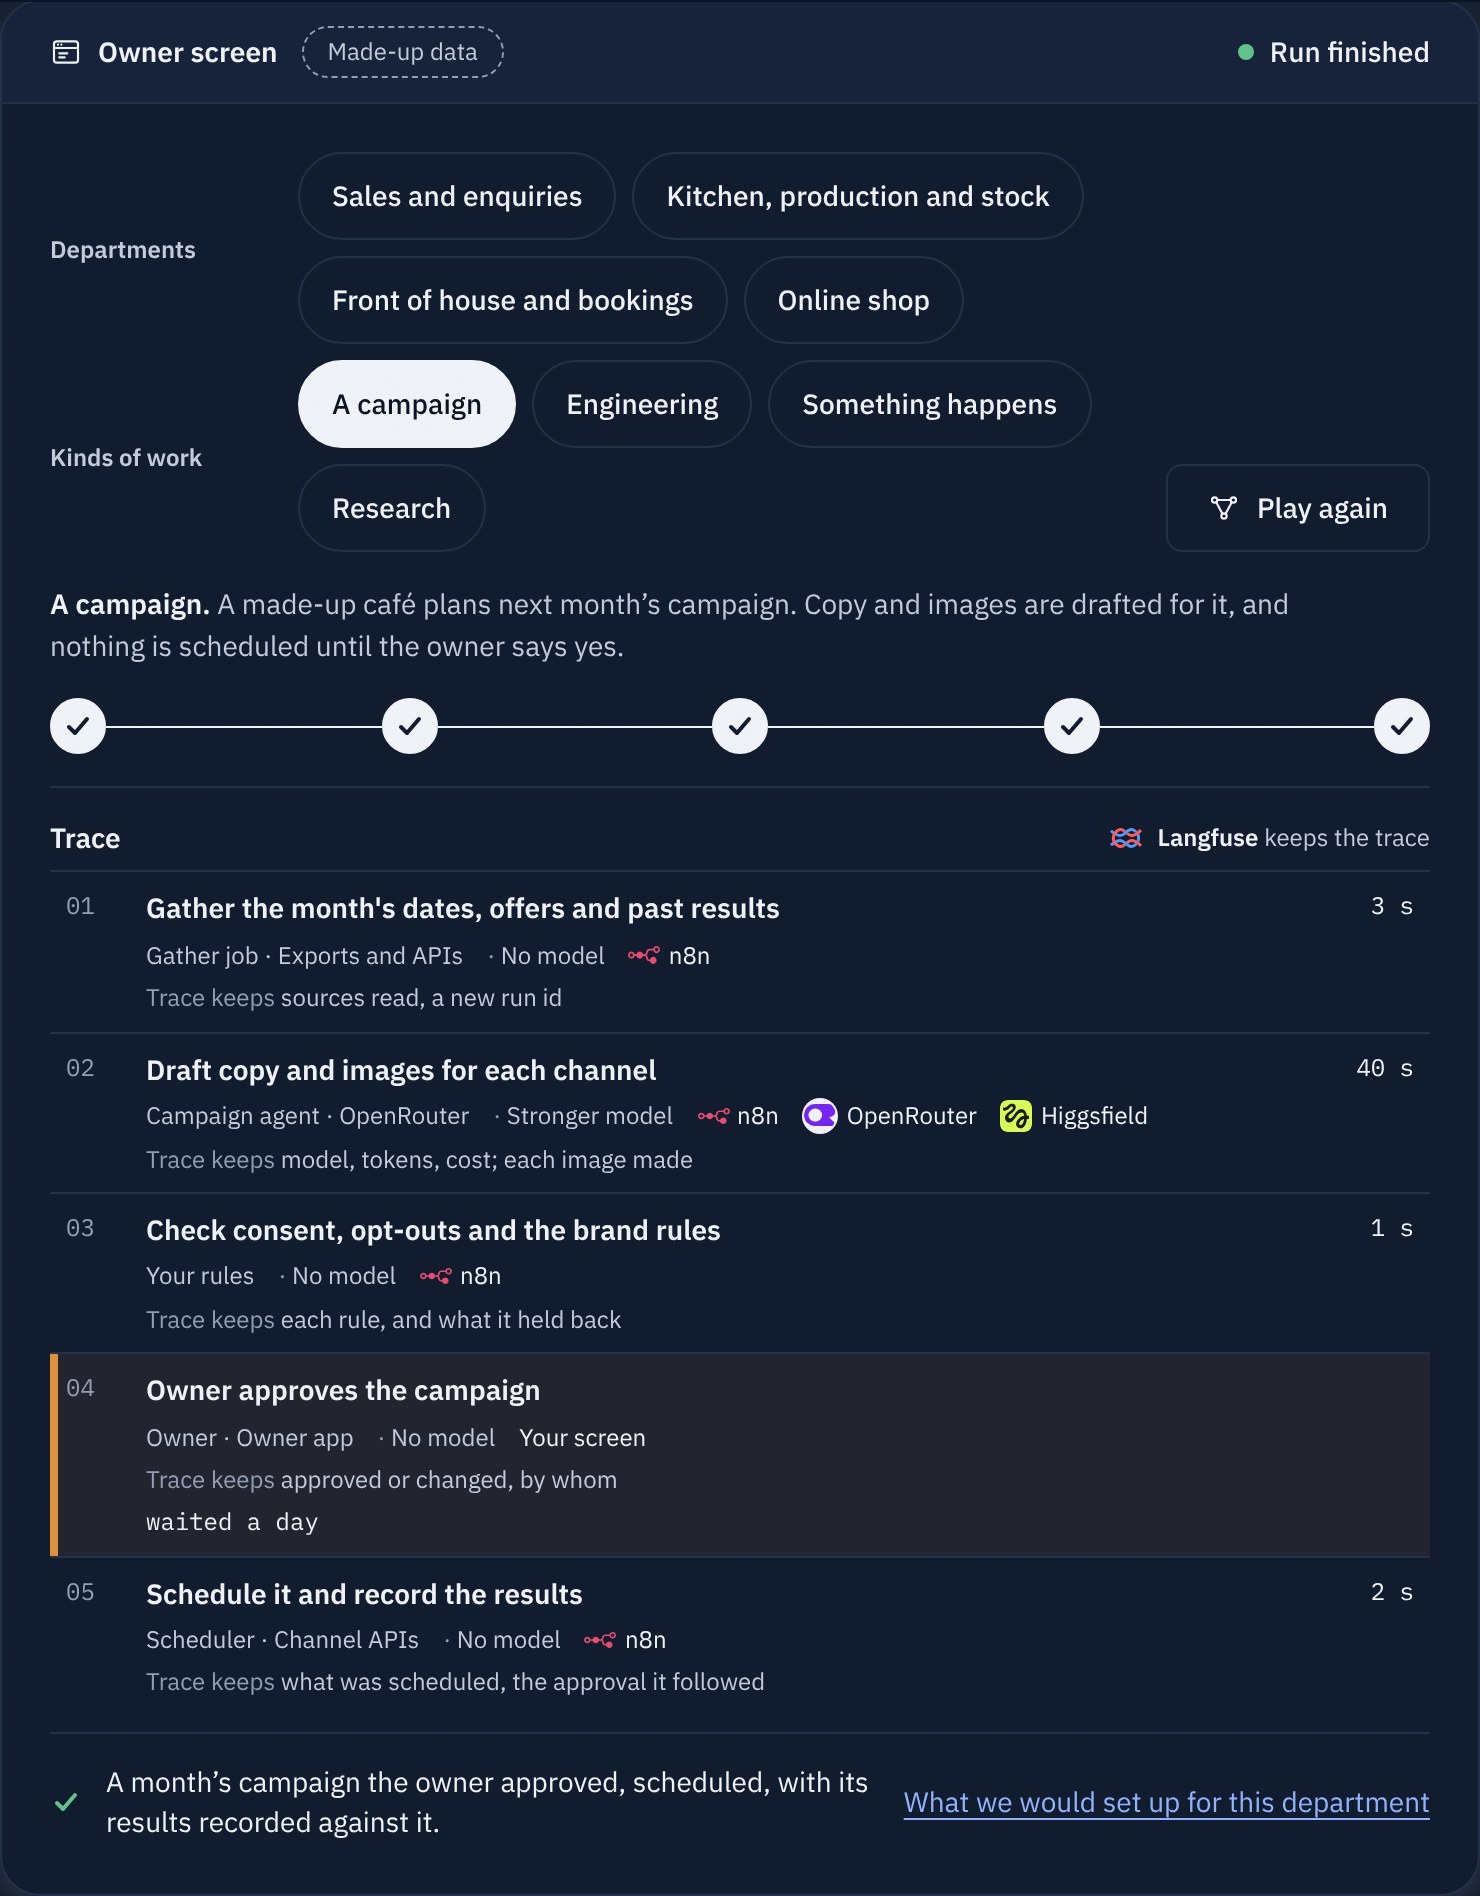 Owner screen
Made-up data
Run finished
Departments
Sales and enquiries
Kitchen, production and stock
Front of house and bookings
Online shop
Kinds of work
A campaign
Engineering
Something happens
Research
Play again
A campaign. A made-up café plans next month’s campaign. Copy and images are drafted for it, and
nothing is scheduled until the owner says yes.
Trace
Langfuse keeps the trace
01
Gather the month's dates, offers and past results
3 s
Gather job · Exports and APIs · No model n8n
Trace keeps sources read, a new run id
02
Draft copy and images for each channel
40 s
Campaign agent · OpenRouter · Stronger model n8n OpenRouter Higgsfield
Trace keeps model, tokens, cost; each image made
03
Check consent, opt-outs and the brand rules
1 s
Your rules · No model n8n
Trace keeps each rule, and what it held back
04
Owner approves the campaign
Owner · Owner app · No model Your screen
Trace keeps approved or changed, by whom
waited a day
05
Schedule it and record the results
2 s
Scheduler · Channel APIs · No model n8n
Trace keeps what was scheduled, the approval it followed
A month’s campaign the owner approved, scheduled, with its
results recorded against it.
What we would set up for this department